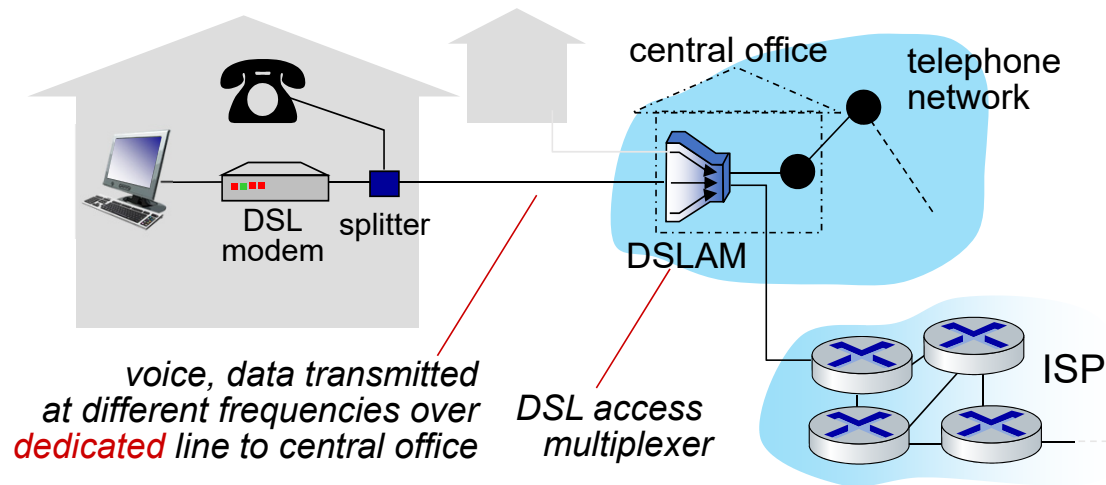 central office
telephone
network
DSL
modem
splitter
DSLAM
voice, data transmitted
at different frequencies over
dedicated line to central office
DSL access
multiplexer
ISP